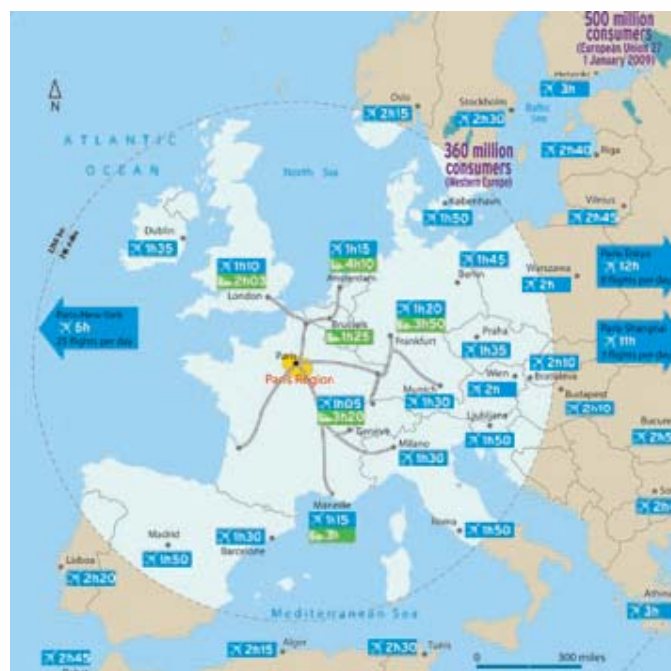 500 million
consumers
(European Union 27
1 January 2009)
Helsinki
3h
N
Oslo
2h15
Stockholm
2h30
Baltic
Sea
ATLANTIC
OCEAN
North Sea
360 million
consumers
(Western Europe)
2h40
Riga
Vilnius
2h45
København
1h50
Dublin
1h35
1h10
2h03
London
1h15
4h10
Amsterdam
1h45
Berlin
Warszawa
2h
Paris-Tokyo
12h
Paris-New York
6h
25 flights per day
Brussels
1h25
1h20
3h50
Frankfurt
Praha
1h35
Paris-Shanghai
11h
Paris
Paris Region
2h10
Bratislava
Wien
2h
Munich
1h30
Budapest
2h10
1h05
3h20
Genève
Ljubljana
1h50
Milano
1h30
Marseille
1h15
3h
Roma
1h50
Madrid
1h50
1h30
Barcelone
Lisboa
2h20
Mediterranean Sea
3h
2h45
2h15
Alger
2h30
Tunis
0
300 miles